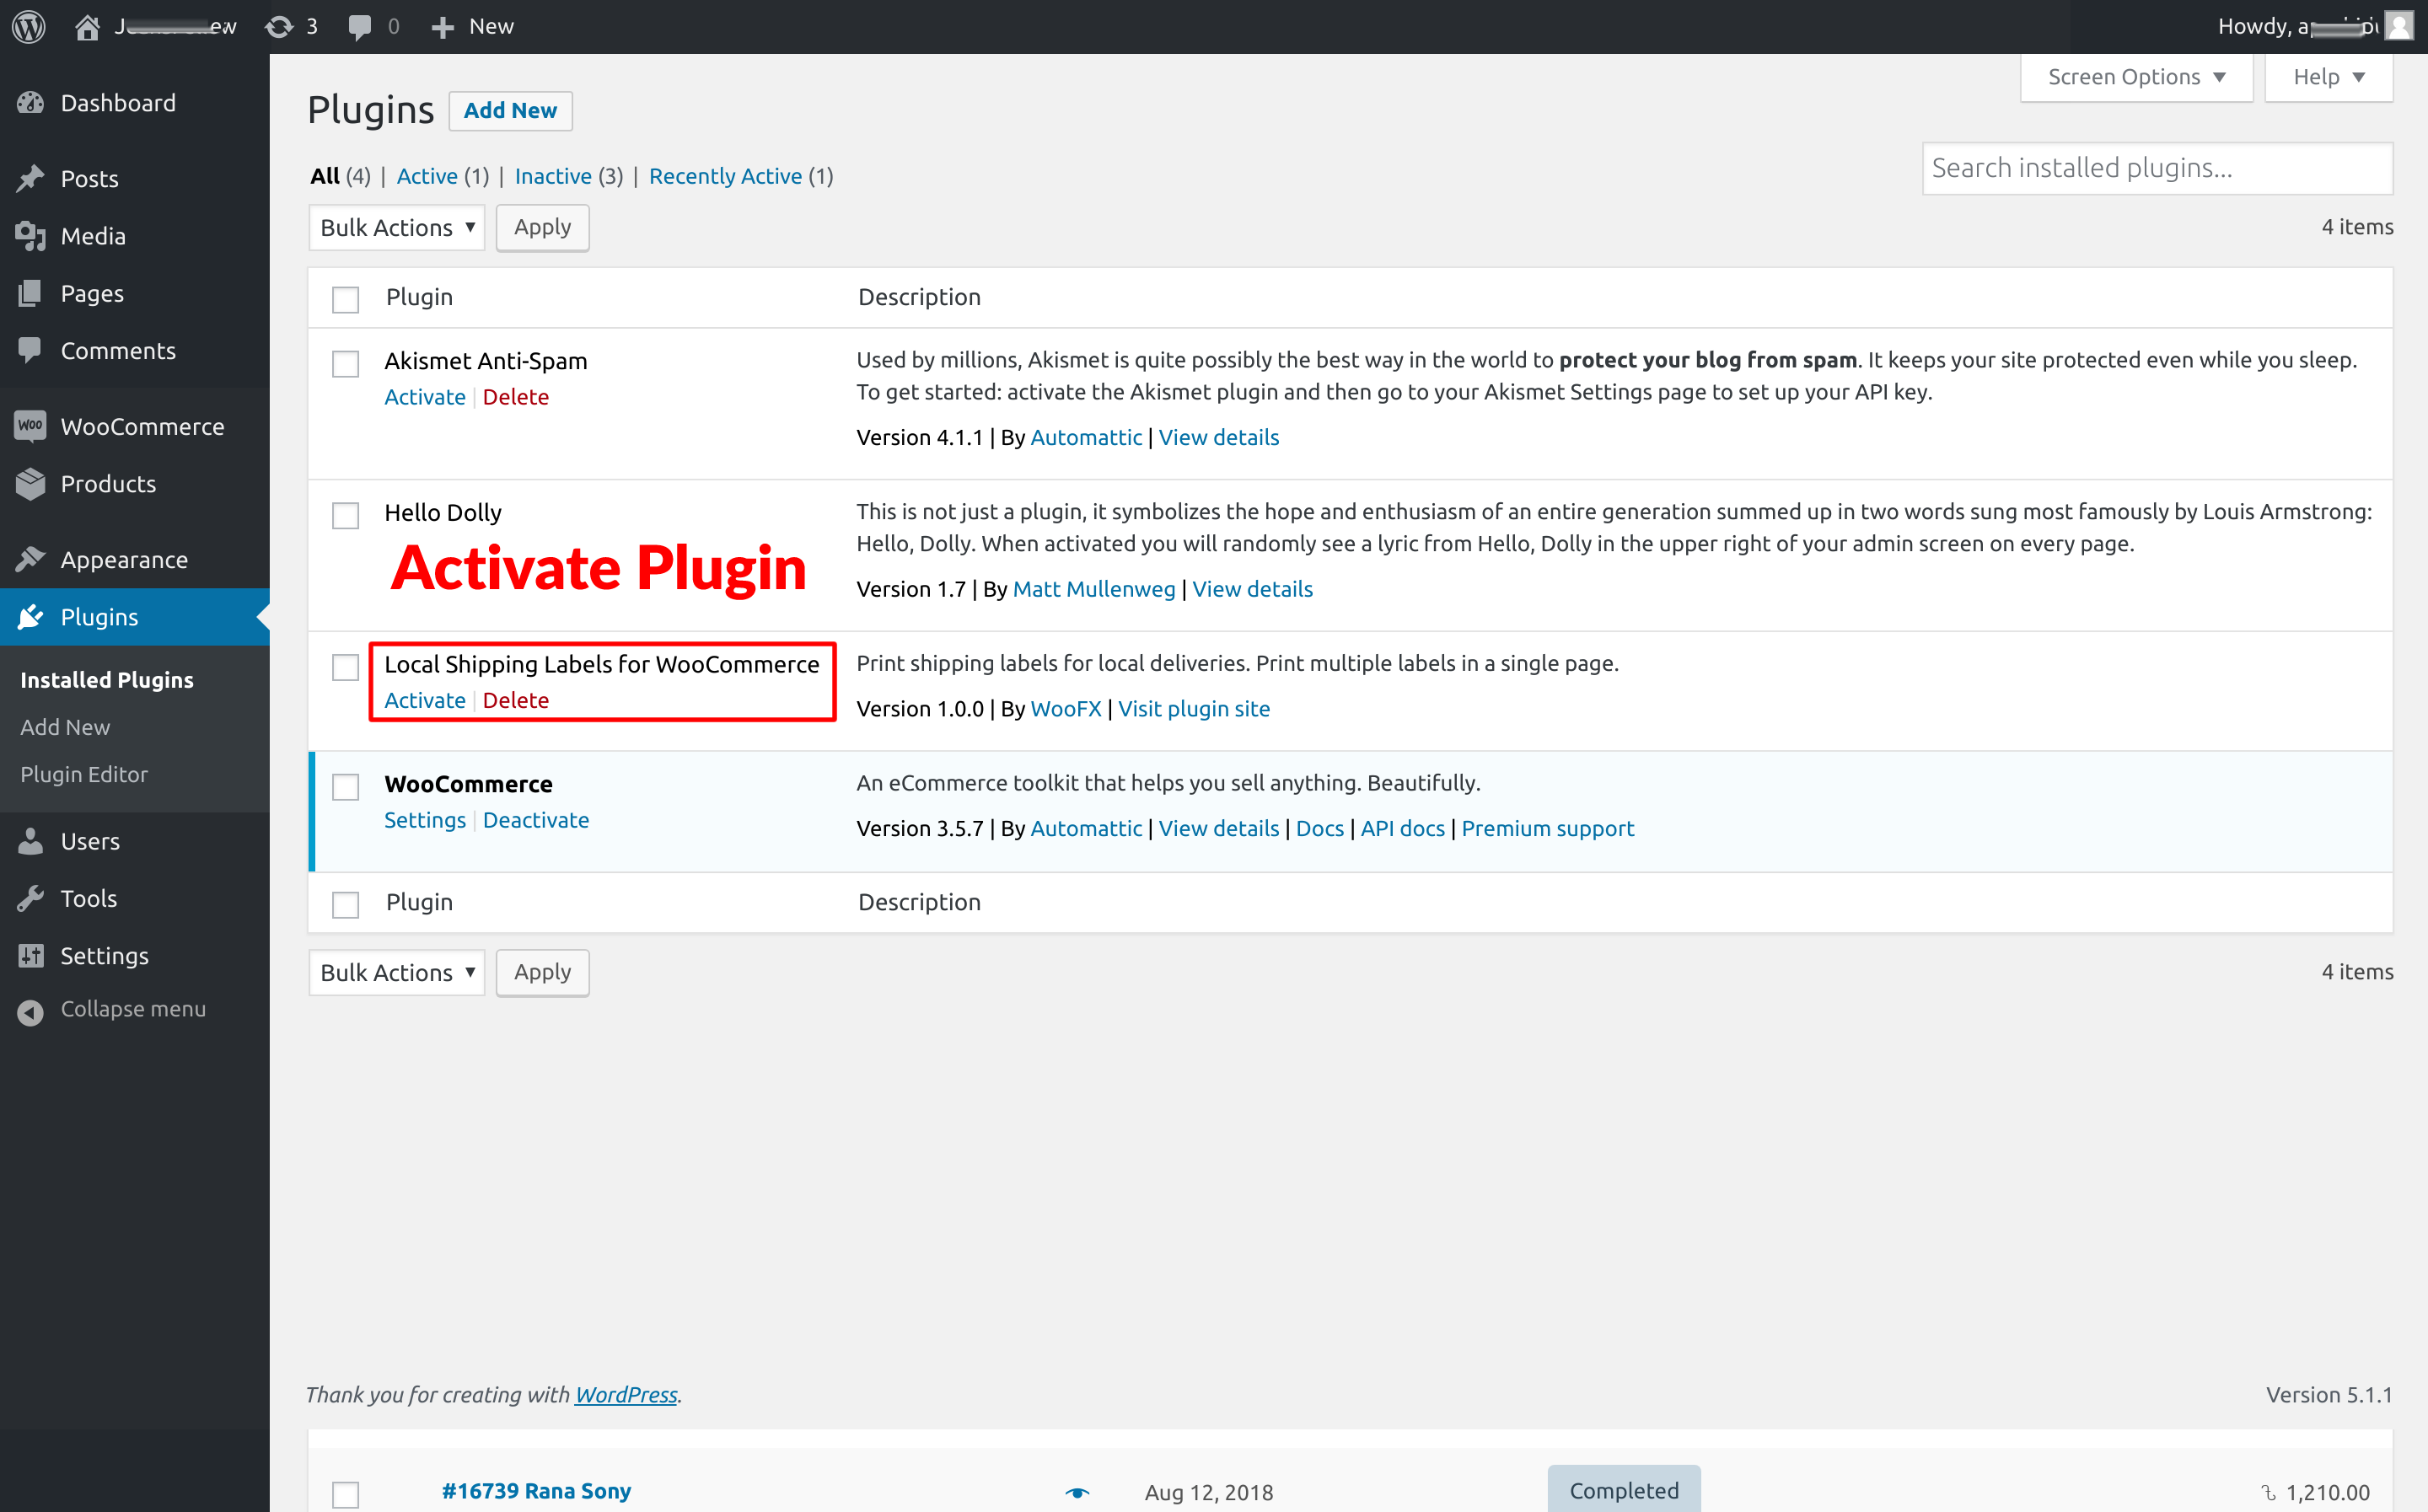 3 0 New
Howdy,
Dashboard
Posts
Media
Pages
Comments
WooCommerce
Products
Appearance
Plugins
Installed Plugins
Add New
Plugin Editor
Users
Tools
Settings
Collapse menu
Screen Options ▼ Help ▼
Plugins Add New
All (4) | Active (1) | Inactive (3) | Recently Active (1)
Search installed plugins...
Bulk Actions ▼ Apply
4 items
Plugin Description
Akismet Anti-Spam
Activate | Delete
Used by millions, Akismet is quite possibly the best way in the world to protect your blog from spam. It keeps your site protected even while you sleep.
To get started: activate the Akismet plugin and then go to your Akismet Settings page to set up your API key.
Version 4.1.1 | By Automattic | View details
Hello Dolly
Activate Plugin
This is not just a plugin, it symbolizes the hope and enthusiasm of an entire generation summed up in two words sung most famously by Louis Armstrong:
Hello, Dolly. When activated you will randomly see a lyric from Hello, Dolly in the upper right of your admin screen on every page.
Version 1.7 | By Matt Mullenweg | View details
Local Shipping Labels for WooCommerce
Activate | Delete
Print shipping labels for local deliveries. Print multiple labels in a single page.
Version 1.0.0 | By WooFX | Visit plugin site
WooCommerce
Settings | Deactivate
An eCommerce toolkit that helps you sell anything. Beautifully.
Version 3.5.7 | By Automattic | View details | Docs | API docs | Premium support
Plugin Description
Bulk Actions ▼ Apply
4 items
Thank you for creating with WordPress.
Version 5.1.1
#16739 Rana Sony Aug 12, 2018 Completed 1,210.00